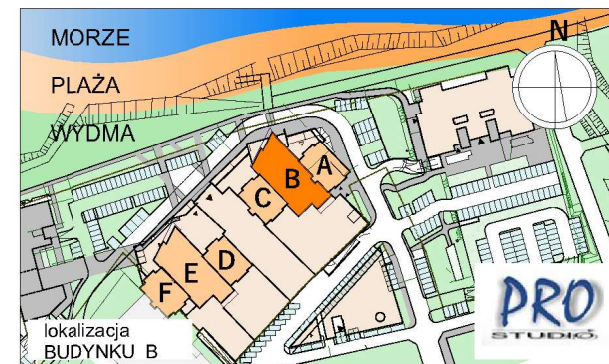 MORZE
N
PLAŻA
WYDMA
A
B
C
D
E
F
lokalizacja
BUDYNKU B
PRO
STUDIO